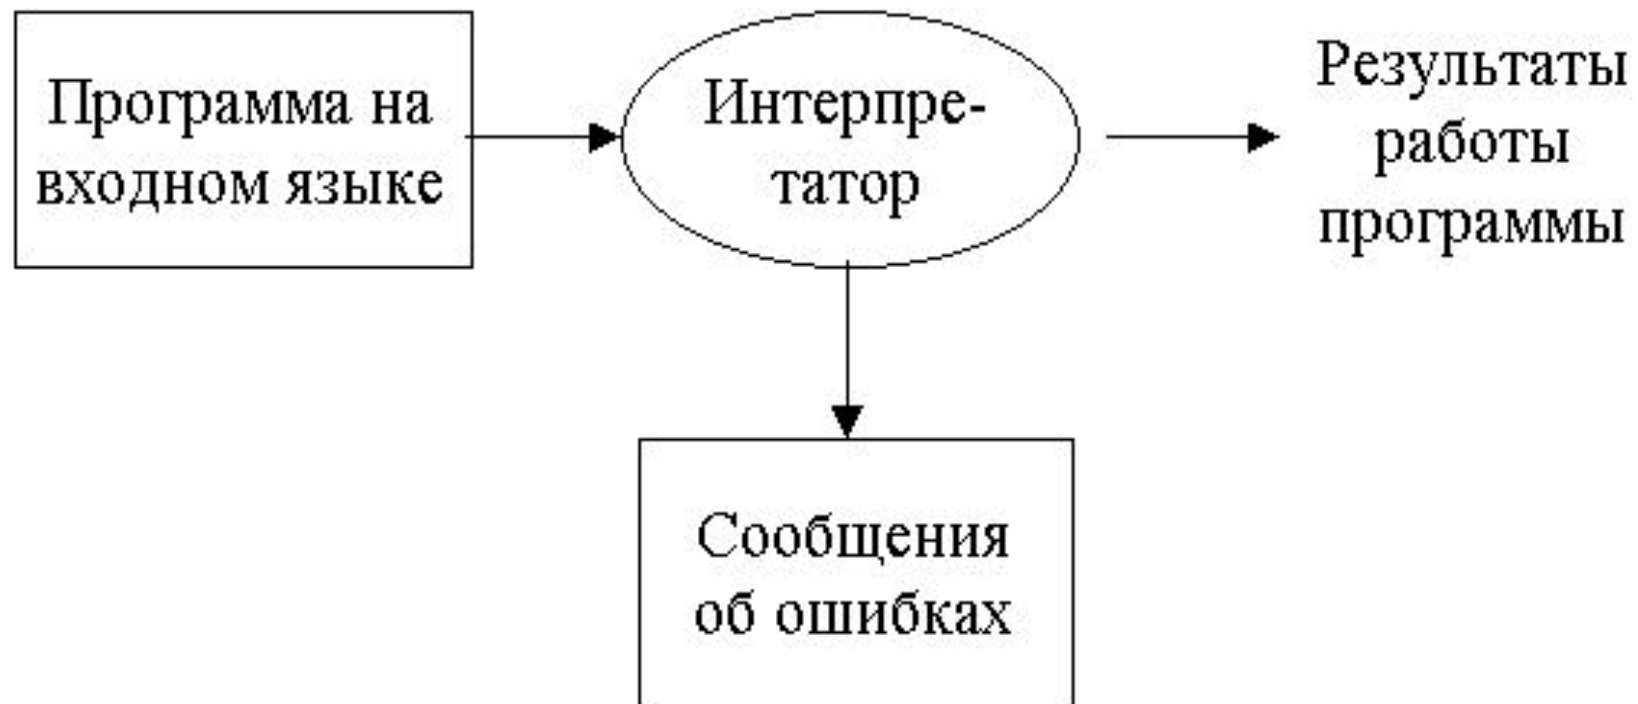 Программа на
входном языке
Интерпре-
татор
Результаты
работы
программы
Сообщения
об ошибках